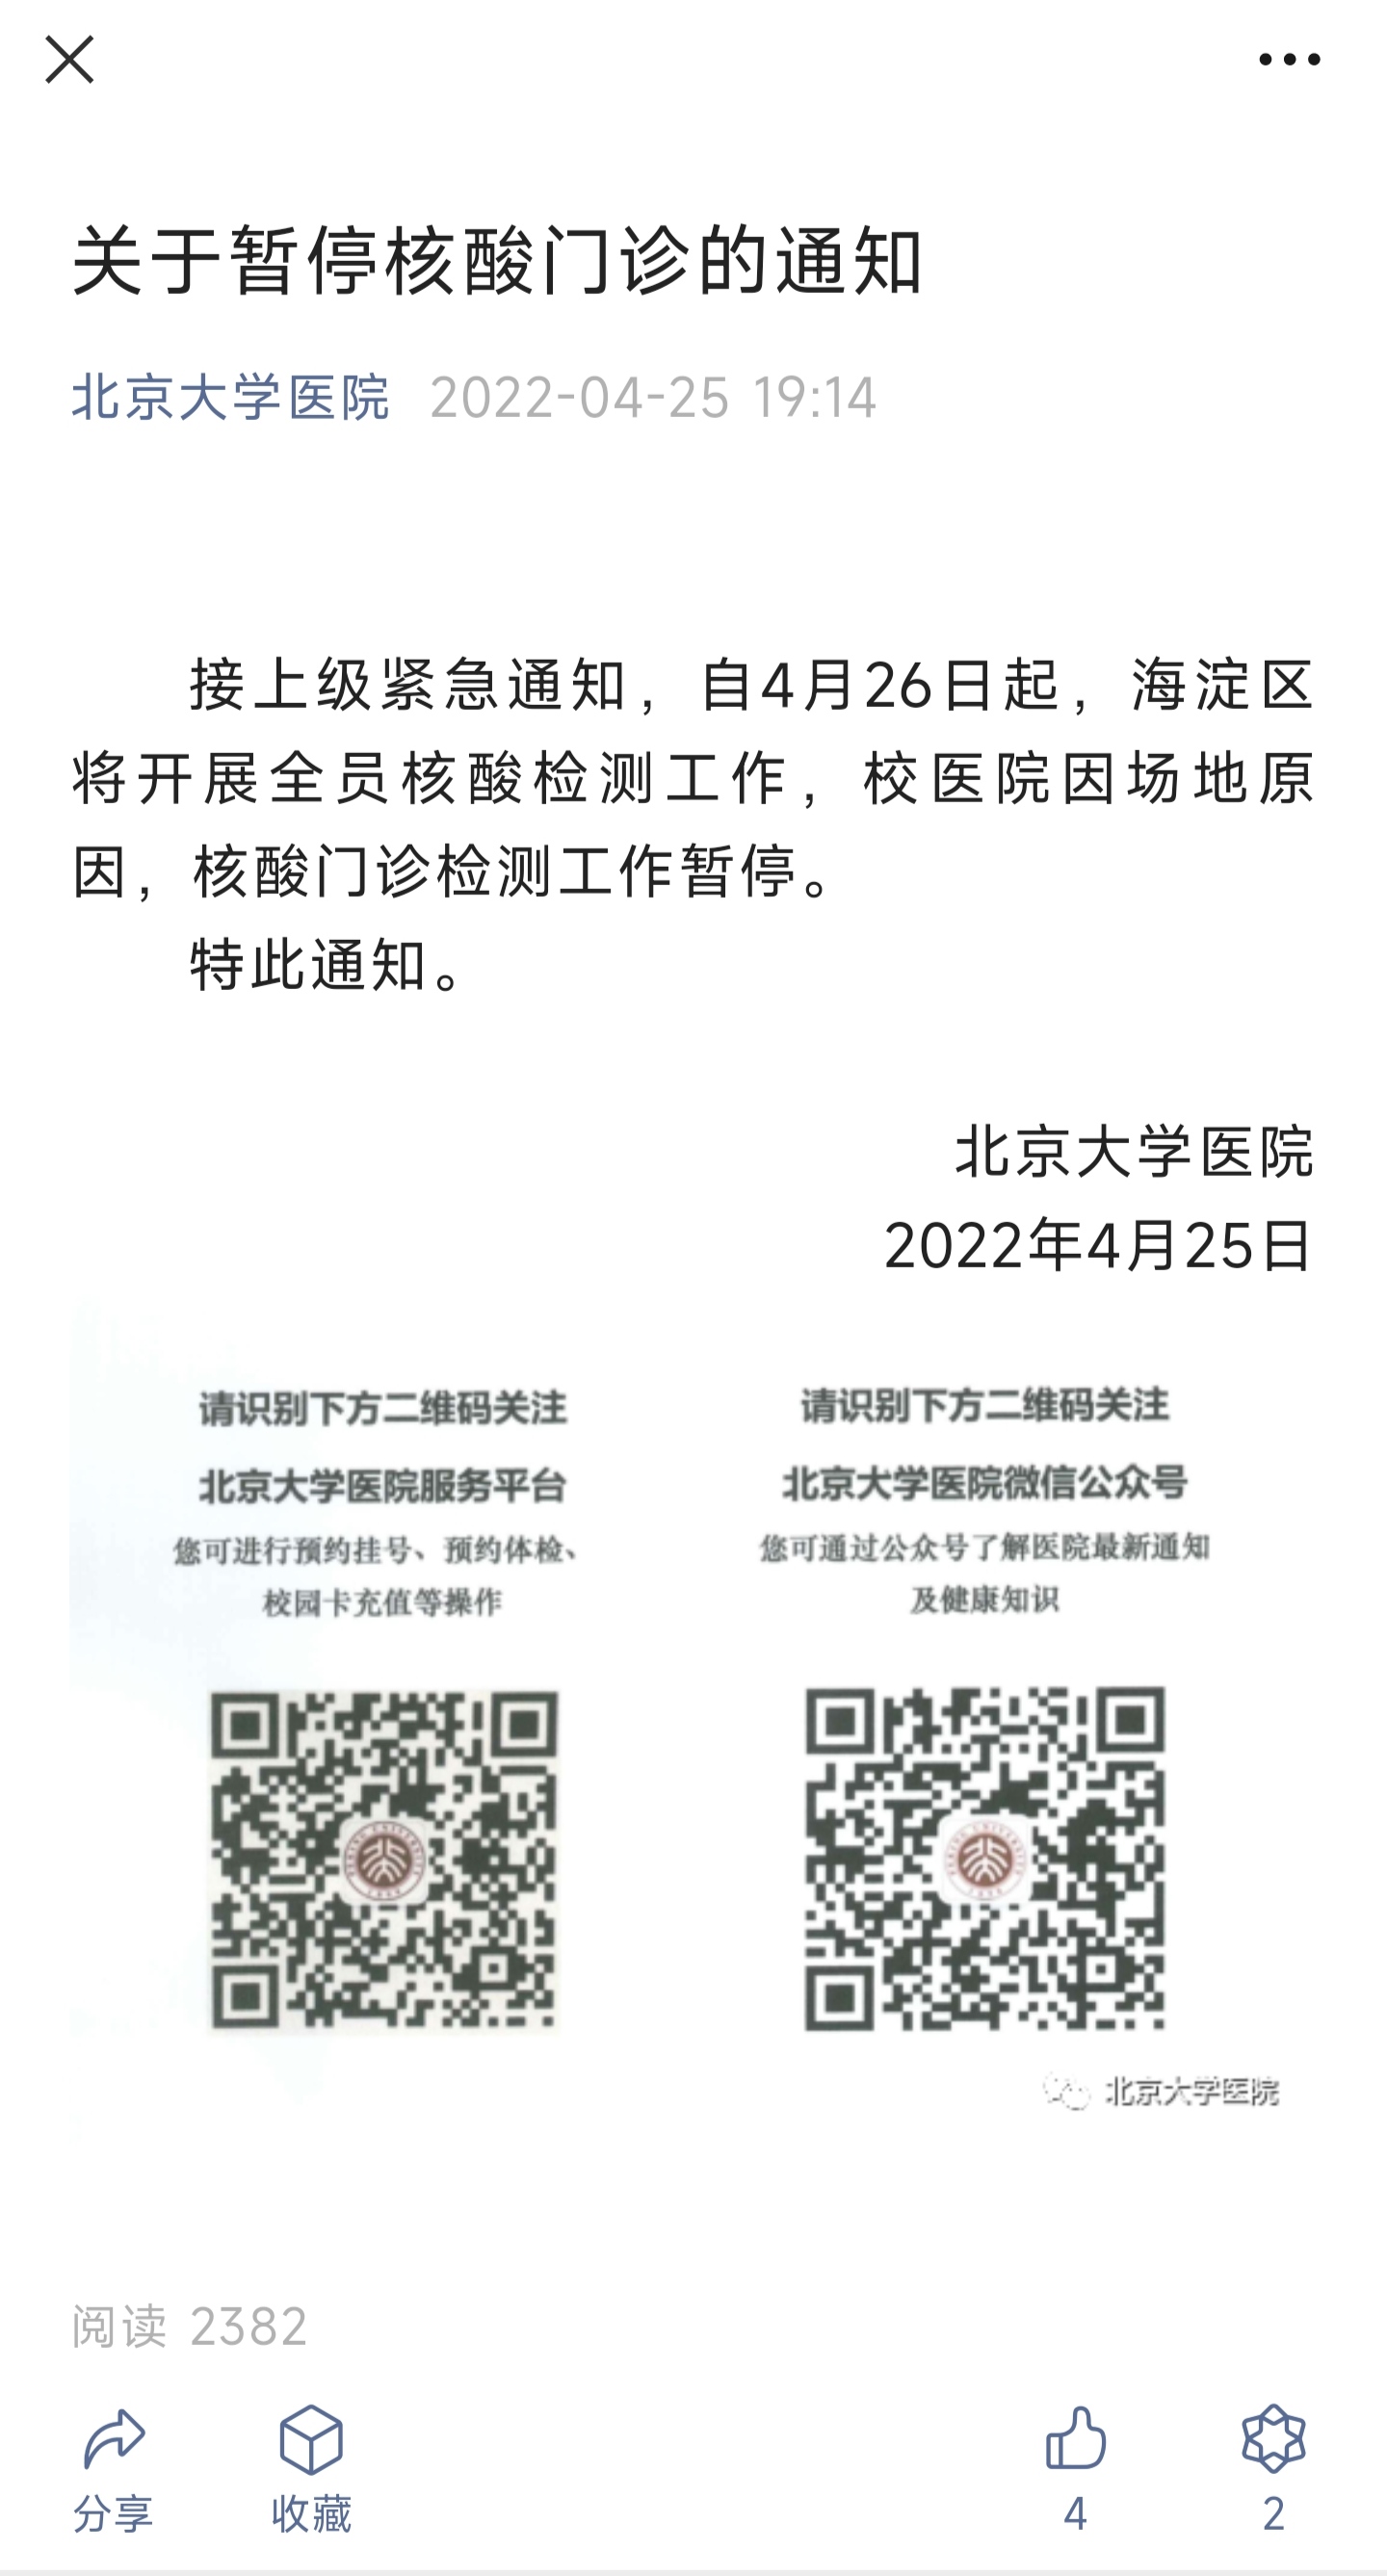 关于暂停核酸门诊的通知
北京大学医院 2022-04-25 19:14
接上级紧急通知，自4月26日起，海淀区
将开展全员核酸检测工作，校医院因场地原
因，核酸门诊检测工作暂停。
特此通知。
北京大学医院
2022年4月25日
请识别下方二维码关注
北京大学医院服务平台
您可进行预约挂号、预约体检、
校园卡充值等操作
请识别下方二维码关注
北京大学医院微信公众号
您可通过公众号了解医院最新通知
及健康知识
北京大学医院
阅读 2382
分享 收藏 4 2